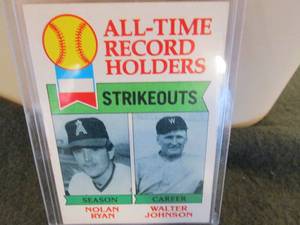 ALL-TIME
RECORD
HOLDERS
STRIKEOUTS
A
W
SEASON
CAREER
NOLAN
RYAN
WALTER
JOHNSON